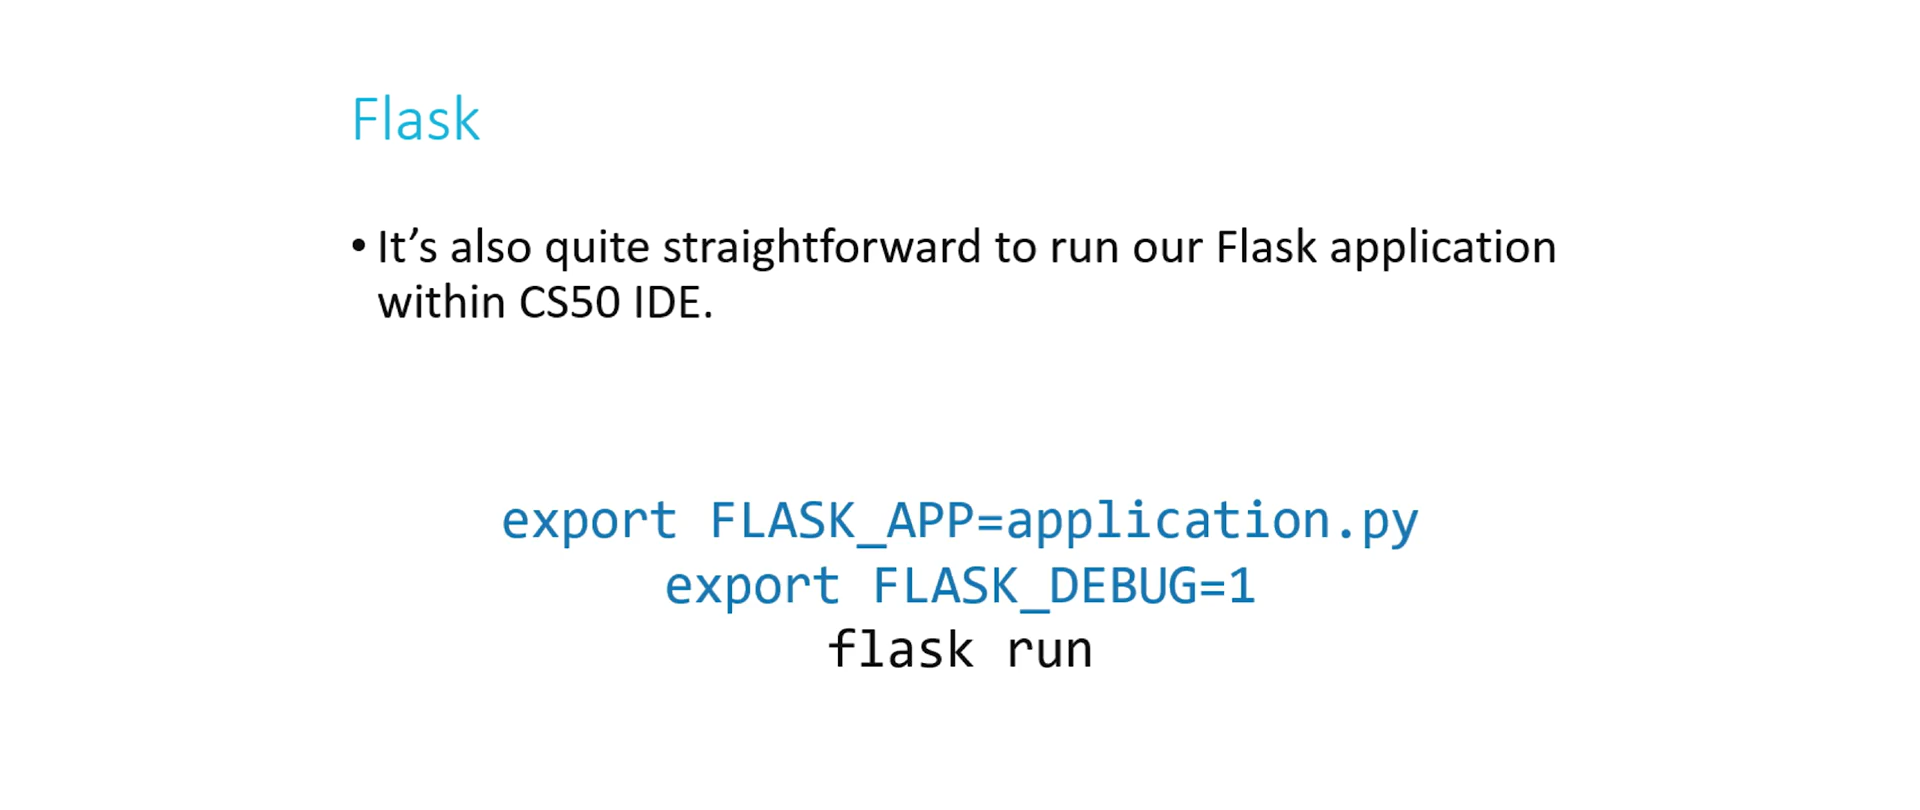 Flask
• It’s also quite straightforward to run our Flask application
within CS50 IDE.
export FLASK_APP=application.py
export FLASK_DEBUG=1
flask run